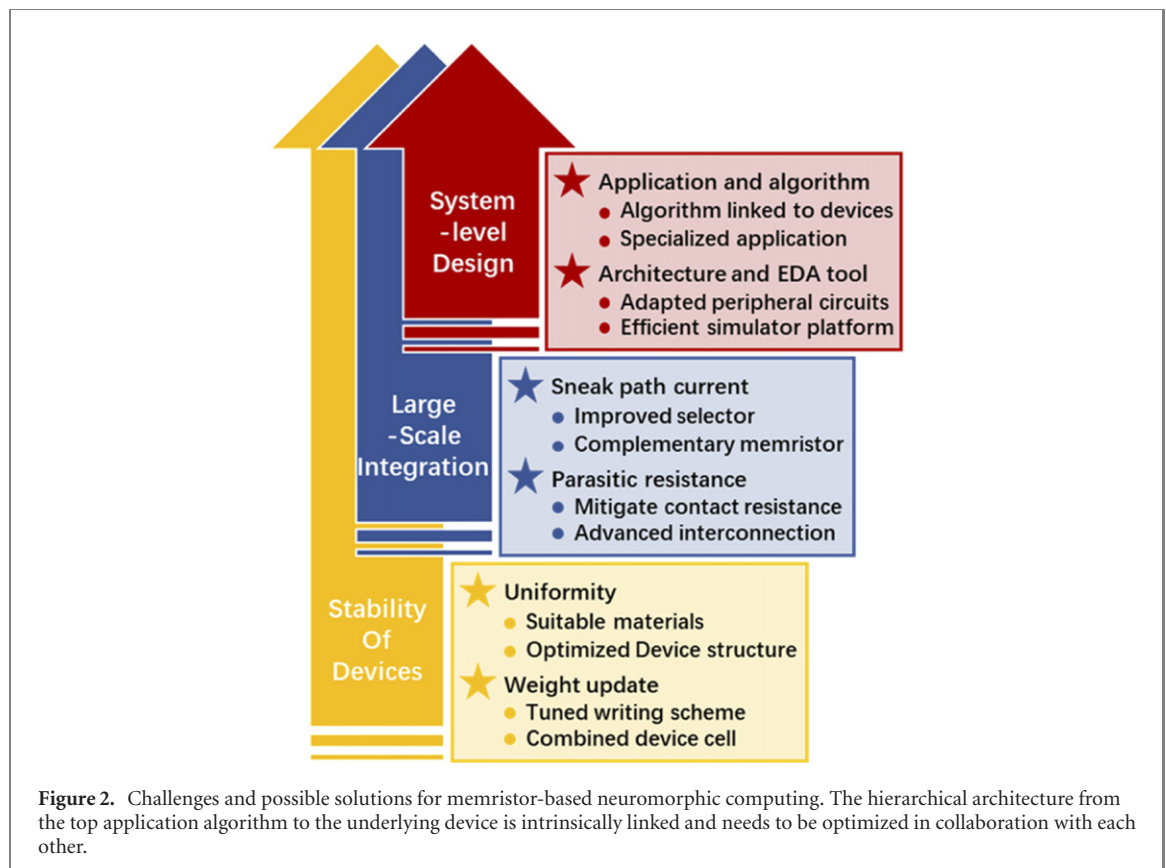 System
-level
Design
Application and algorithm
Algorithm linked to devices
Specialized application
Architecture and EDA tool
Adapted peripheral circuits
Efficient simulator platform
Large
-Scale
Integration
Sneak path current
Improved selector
Complementary memristor
Parasitic resistance
Mitigate contact resistance
Advanced interconnection
Stability
Of
Devices
Uniformity
Suitable materials
Optimized Device structure
Weight update
Tuned writing scheme
Combined device cell
Figure 2. Challenges and possible solutions for memristor-based neuromorphic computing. The hierarchical architecture from
the top application algorithm to the underlying device is intrinsically linked and needs to be optimized in collaboration with each
other.